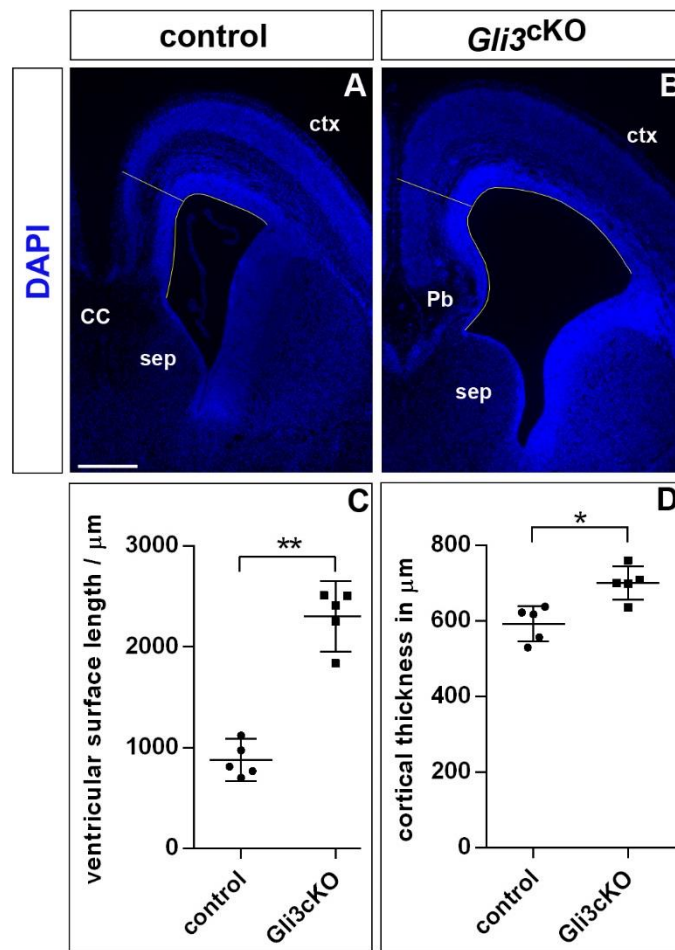 control
Gli3cKO
DAPI
A
ctx
CC
sep
B
ctx
Pb
sep
C
ventricular surface length / μm
3000
2000
1000
0
**
control
Gli3cKO
D
cortical thickness in μm
800
600
400
200
0
*
control
Gli3cKO